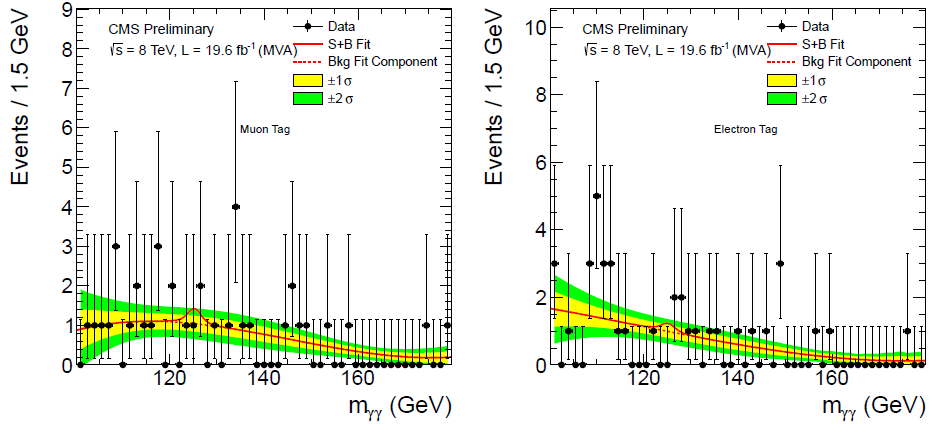 CMS Preliminary
√s = 8 TeV, L = 19.6 fb⁻¹ (MVA)
Data
S+B Fit
Bkg Fit Component
±1σ
±2σ
Muon Tag
Events / 1.5 GeV
9
8
7
6
5
4
3
2
1
0
120
140
160
mγγ (GeV)
CMS Preliminary
√s = 8 TeV, L = 19.6 fb⁻¹ (MVA)
Data
S+B Fit
Bkg Fit Component
±1σ
±2σ
Electron Tag
Events / 1.5 GeV
10
8
6
4
2
0
120
140
160
mγγ (GeV)